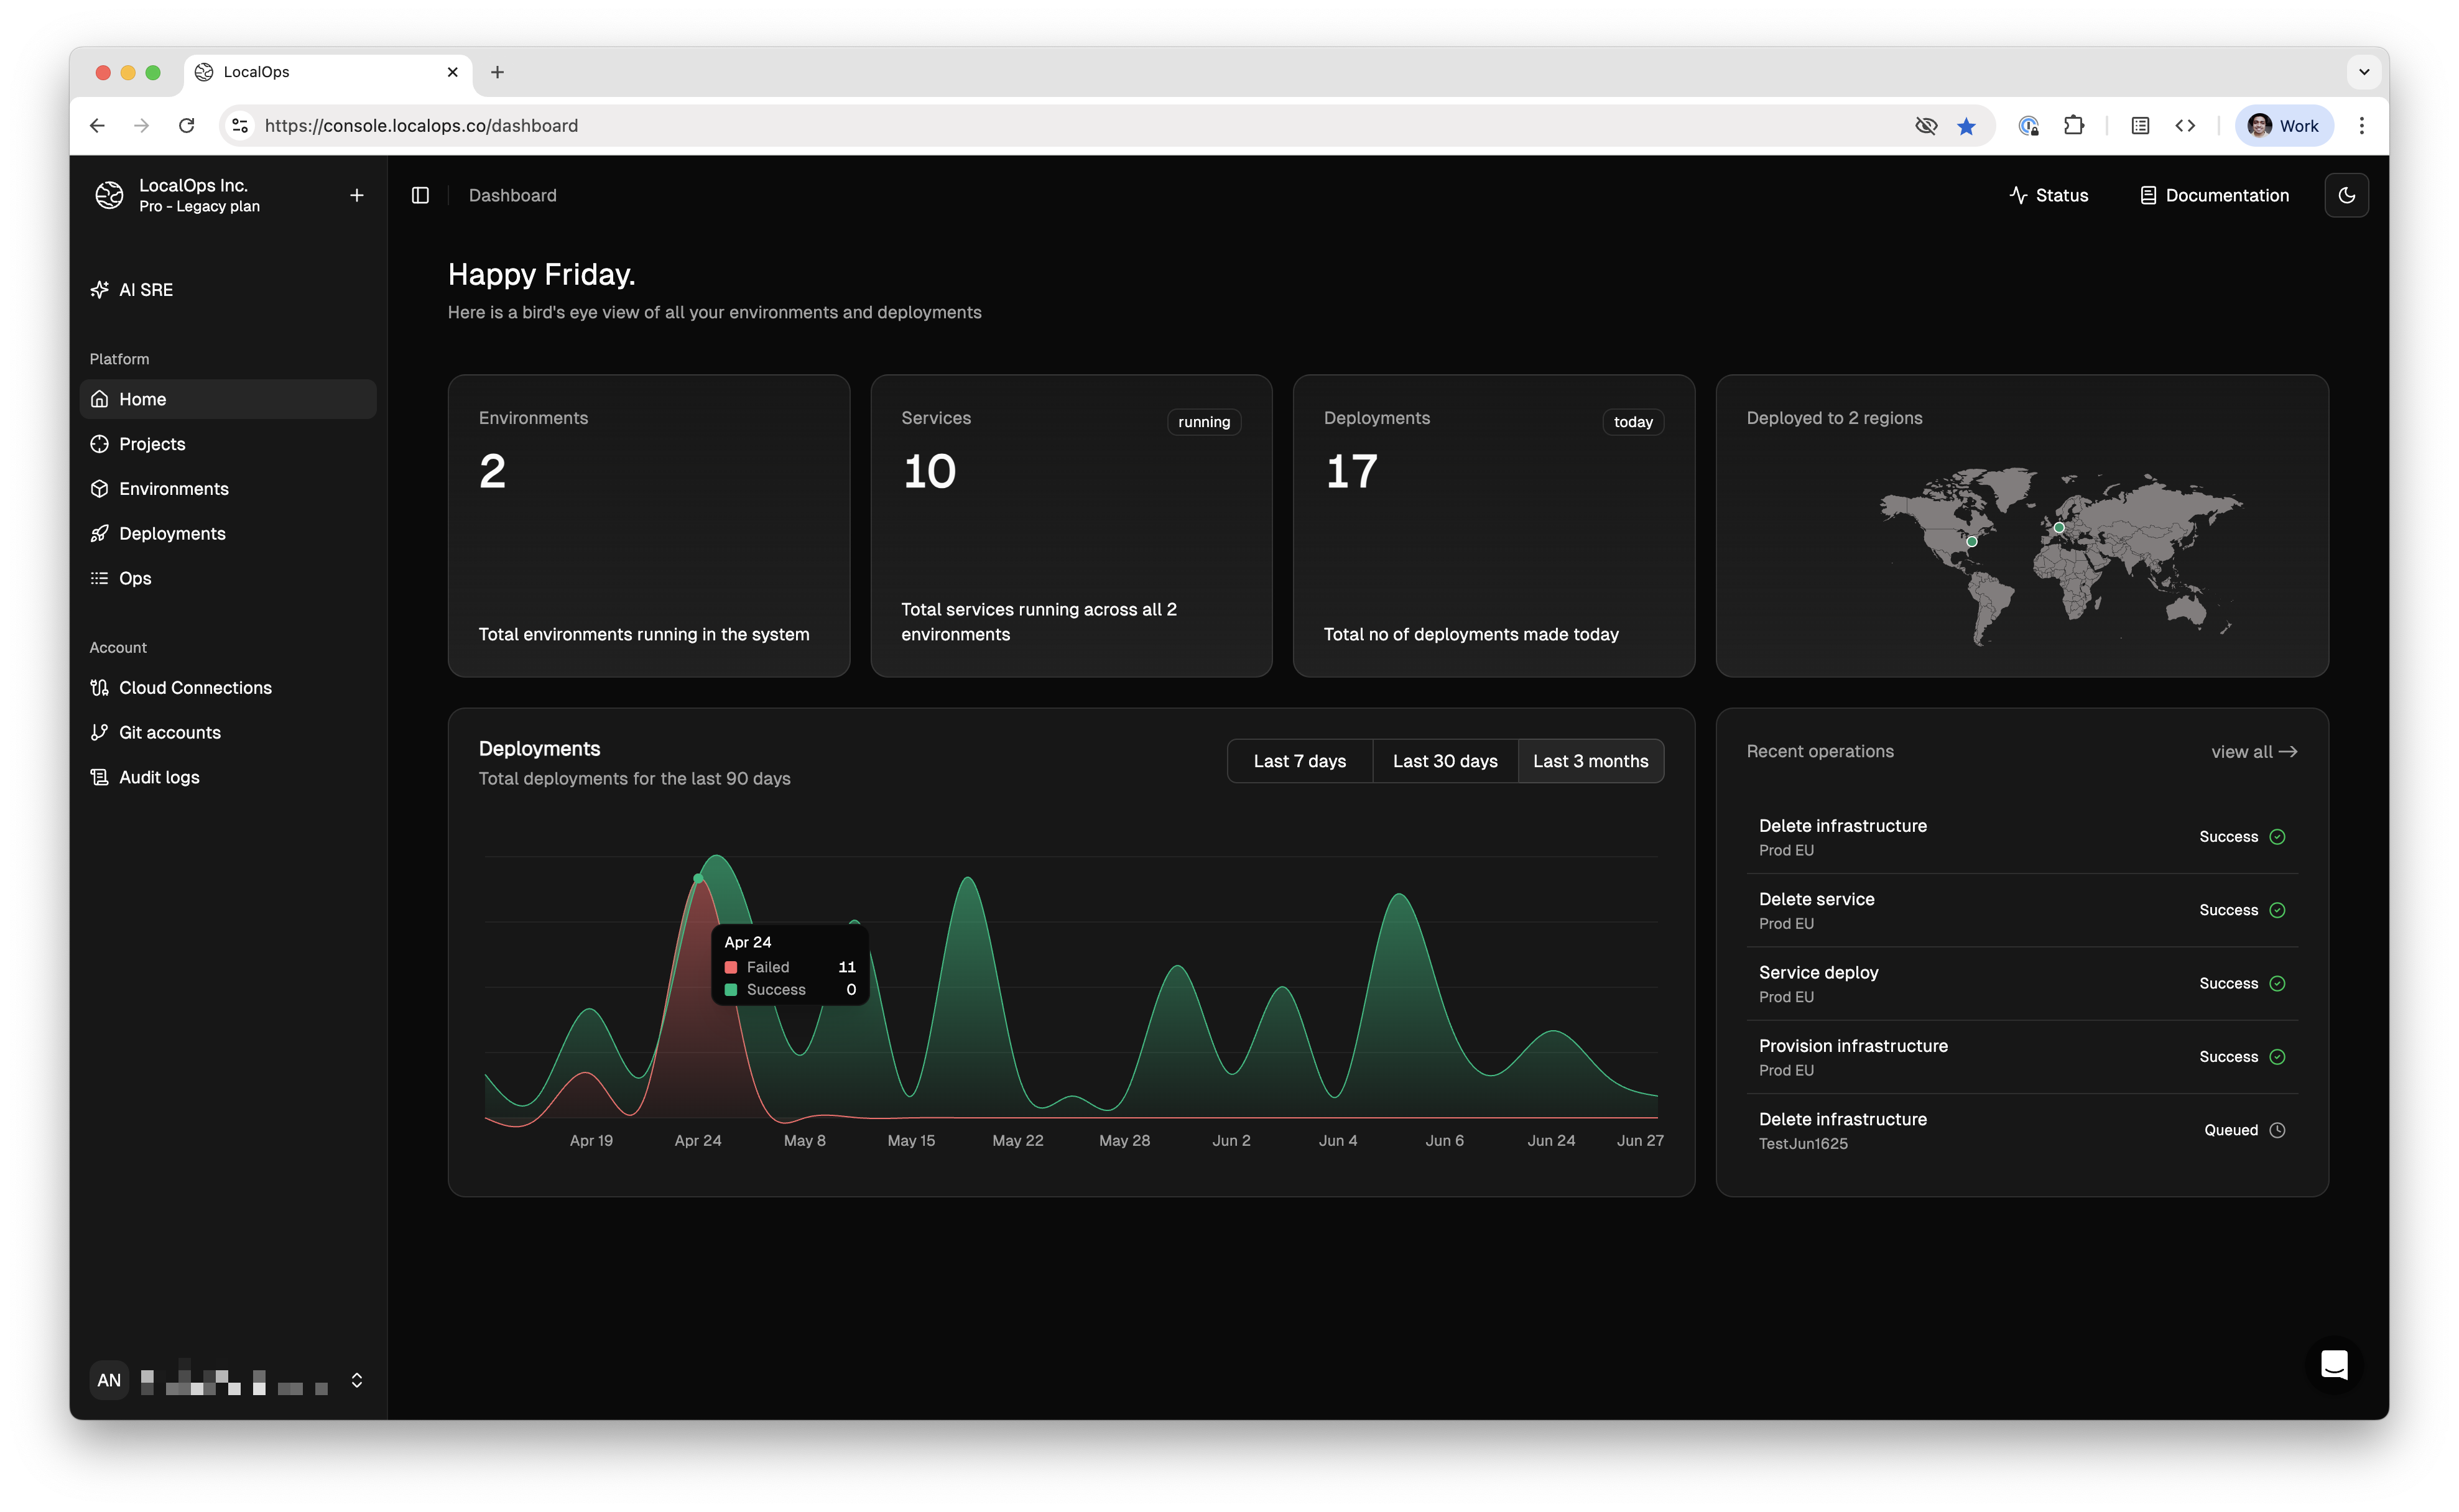 LocalOps
https://console.localops.co/dashboard
Work
LocalOps Inc.
Pro - Legacy plan
AI SRE
Platform
Home
Projects
Environments
Deployments
Ops
Account
Cloud Connections
Git accounts
Audit logs
AN
Dashboard
Status
Documentation
Happy Friday.
Here is a bird's eye view of all your environments and deployments
Environments
2
Total environments running in the system
Services
running
10
Total services running across all 2
environments
Deployments
today
17
Total no of deployments made today
Deployed to 2 regions
Deployments
Total deployments for the last 90 days
Last 7 days
Last 30 days
Last 3 months
Apr 24
Failed 11
Success 0
Apr 19
Apr 24
May 8
May 15
May 22
May 28
Jun 2
Jun 4
Jun 6
Jun 24
Jun 27
Recent operations
view all
Delete infrastructure
Prod EU
Success
Delete service
Prod EU
Success
Service deploy
Prod EU
Success
Provision infrastructure
Prod EU
Success
Delete infrastructure
TestJun1625
Queued